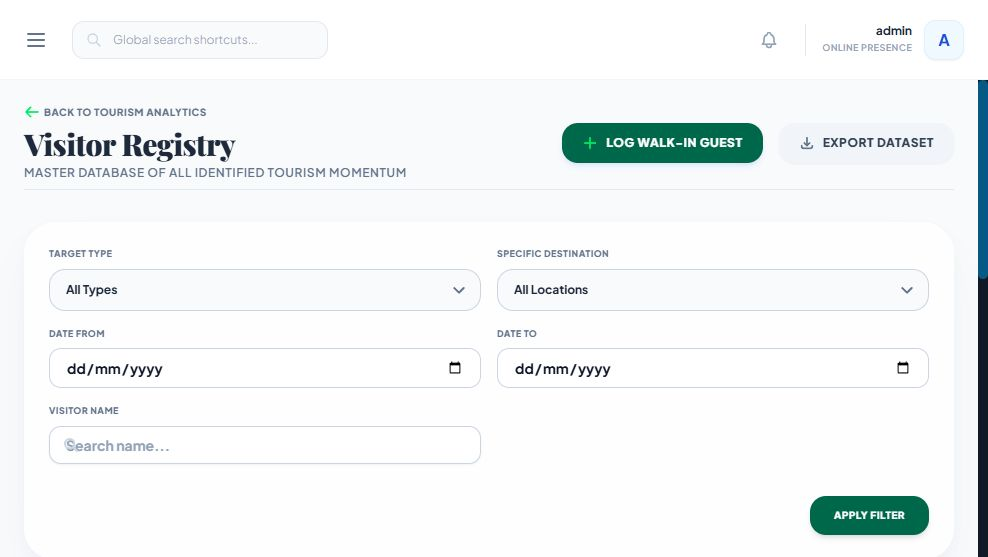 Global search shortcuts...
admin
ONLINE PRESENCE
A
BACK TO TOURISM ANALYTICS
Visitor Registry
MASTER DATABASE OF ALL IDENTIFIED TOURISM MOMENTUM
LOG WALK-IN GUEST
EXPORT DATASET
TARGET TYPE
SPECIFIC DESTINATION
All Types
All Locations
DATE FROM
DATE TO
dd/mm/yyyy
dd/mm/yyyy
VISITOR NAME
Search name...
APPLY FILTER